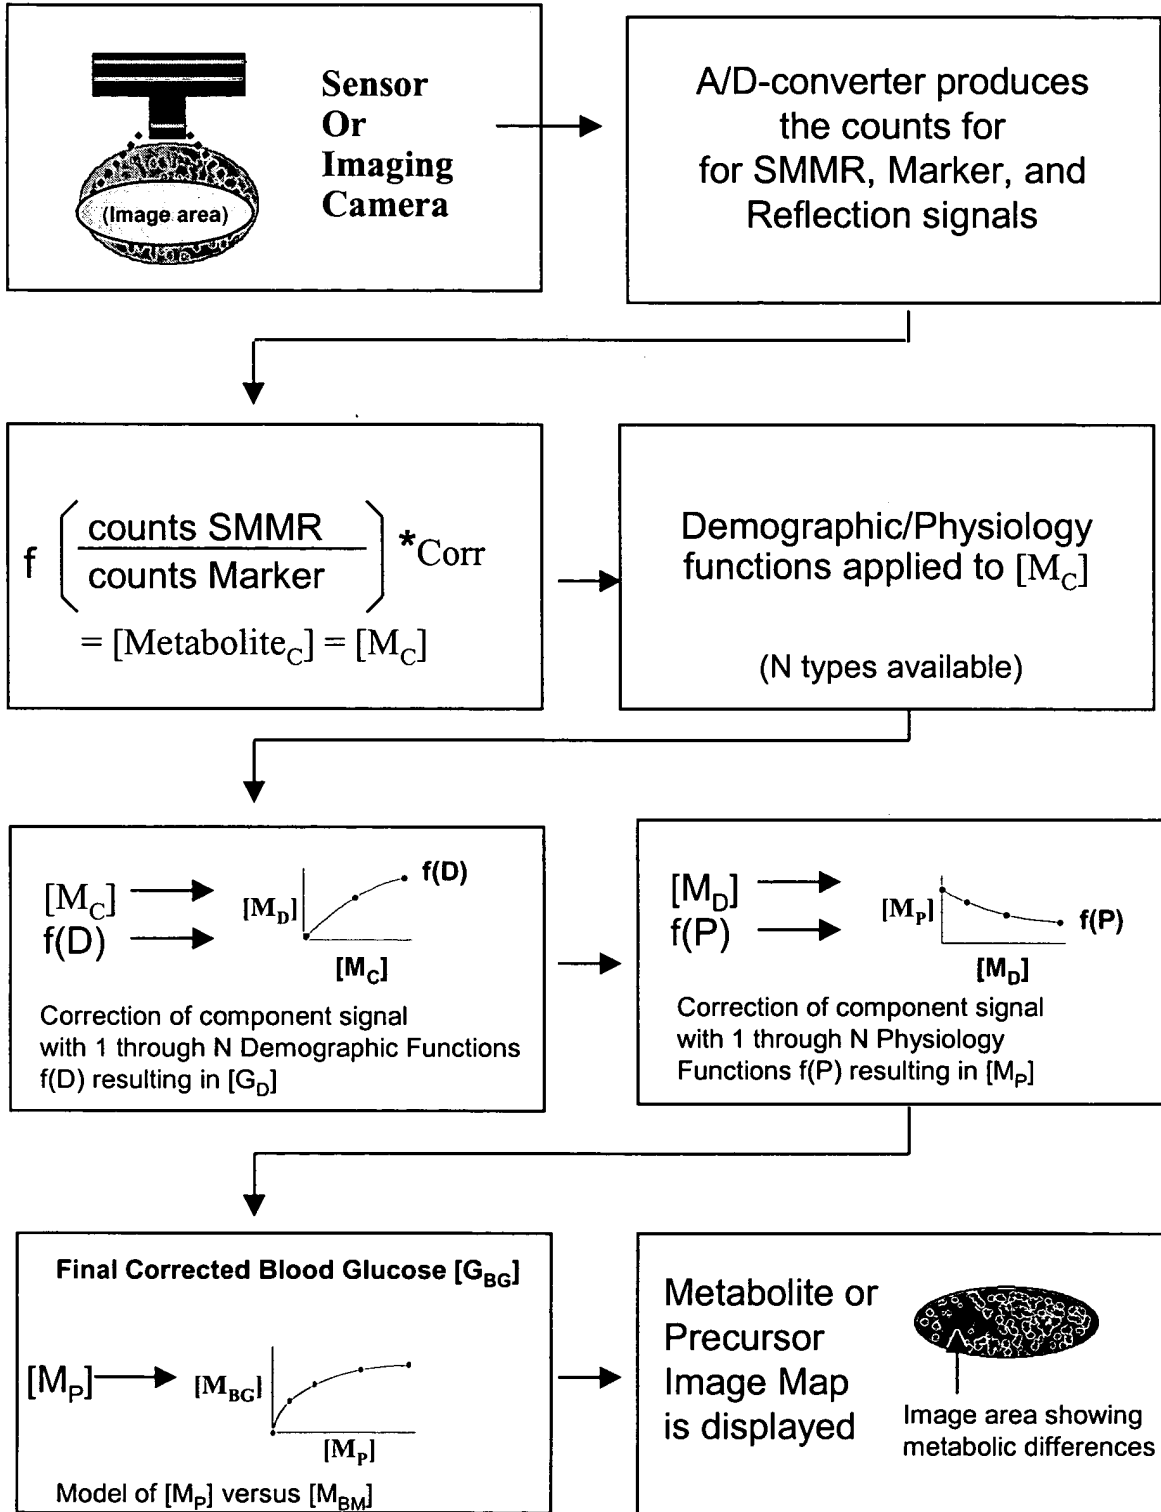 (Image area)
Sensor
Or
Imaging
Camera
A/D-converter produces
the counts for
for SMMR, Marker, and
Reflection signals
f ( counts SMMR
counts Marker ) *Corr
= [Metabolite_C] = [M_C]
Demographic/Physiology
functions applied to [M_C]
(N types available)
[M_C]
f(D)
[M_D]
f(D)
[M_C]
Correction of component signal
with 1 through N Demographic Functions
f(D) resulting in [G_D]
[M_D]
f(P)
[M_P]
f(P)
[M_D]
Correction of component signal
with 1 through N Physiology
Functions f(P) resulting in [M_P]
Final Corrected Blood Glucose [G_BG]
[M_P]
[M_BG]
[M_P]
Model of [M_P] versus [M_BM]
Metabolite or
Precursor
Image Map
is displayed
Image area showing
metabolic differences